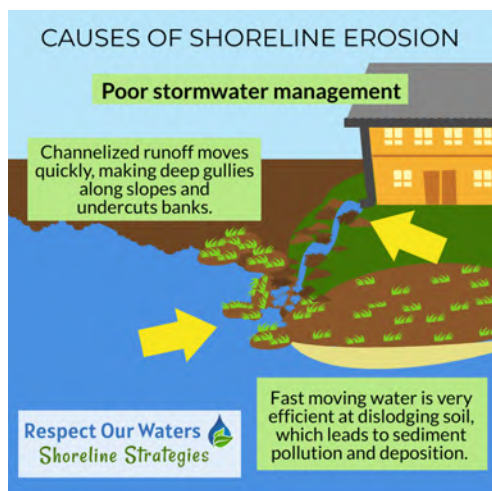 CAUSES OF SHORELINE EROSION
Poor stormwater management
Channelized runoff moves
quickly, making deep gullies
along slopes and
undercuts banks.
Fast moving water is very
efficient at dislodging soil,
which leads to sediment
pollution and deposition.
Respect Our Waters
Shoreline Strategies